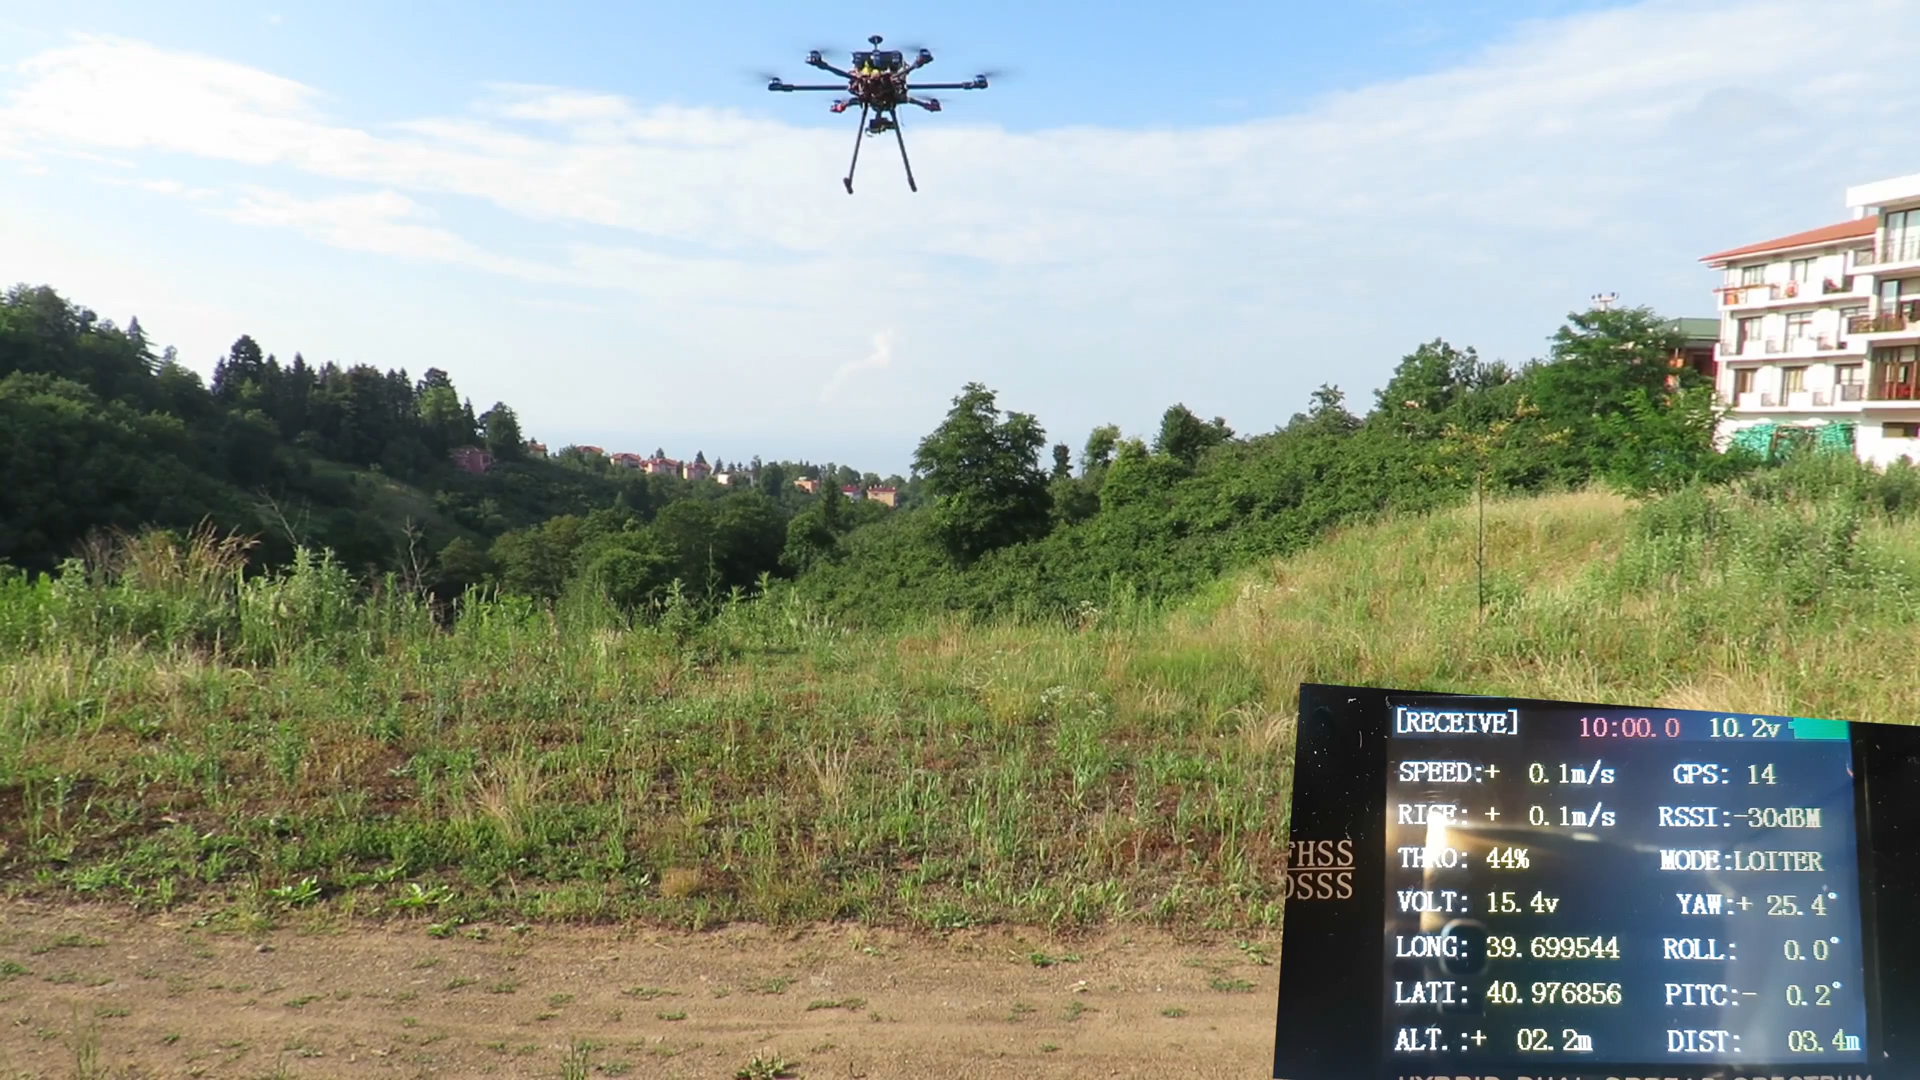 [RECEIVE] 10:00.0 10.2v
SPEED:+ 0.1m/s GPS: 14
RISE: + 0.1m/s RSSI:-30dBM
THRO: 44% MODE:LOITER
VOLT: 15.4v YAW:+ 25.4°
LONG: 39.699544 ROLL: 0.0°
LATI: 40.976856 PITC:- 0.2°
ALT.:+ 02.2m DIST: 03.4m
FHSS
DSSS